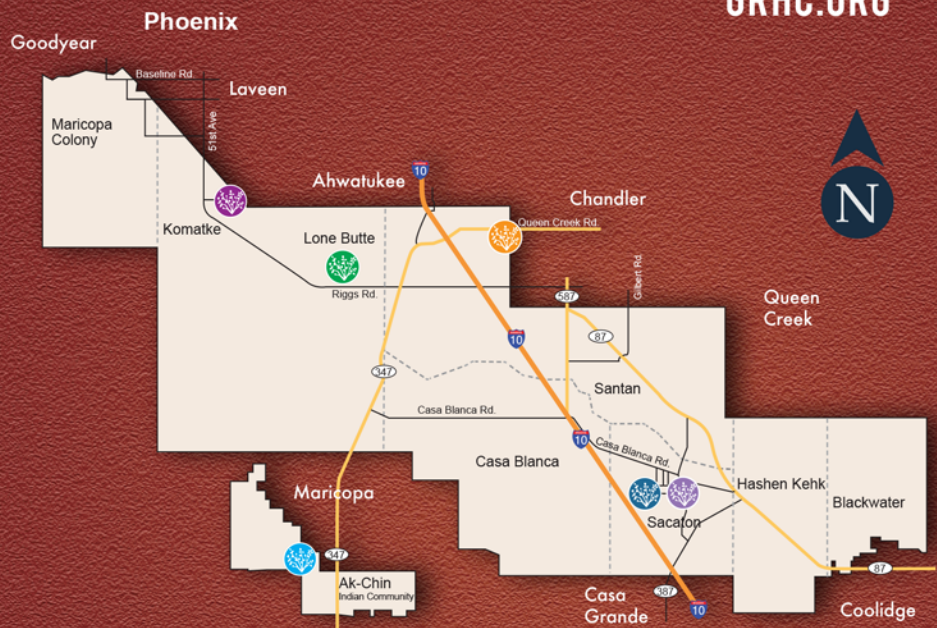 GRHC.ORG
Phoenix
Goodyear
Baseline Rd.
Laveen
Maricopa
Colony
51st Ave.
10
Ahwatukee
Chandler
N
Komatke
Queen Creek Rd.
Lone Butte
Gilbert Rd.
Riggs Rd.
587
Queen
Creek
10
87
347
Santan
Casa Blanca Rd.
10
Casa Blanca Rd.
Casa Blanca
Hashen Kehk
Maricopa
Blackwater
Sacaton
347
87
Ak-Chin
Indian Community
387
Casa
Grande
10
Coolidge